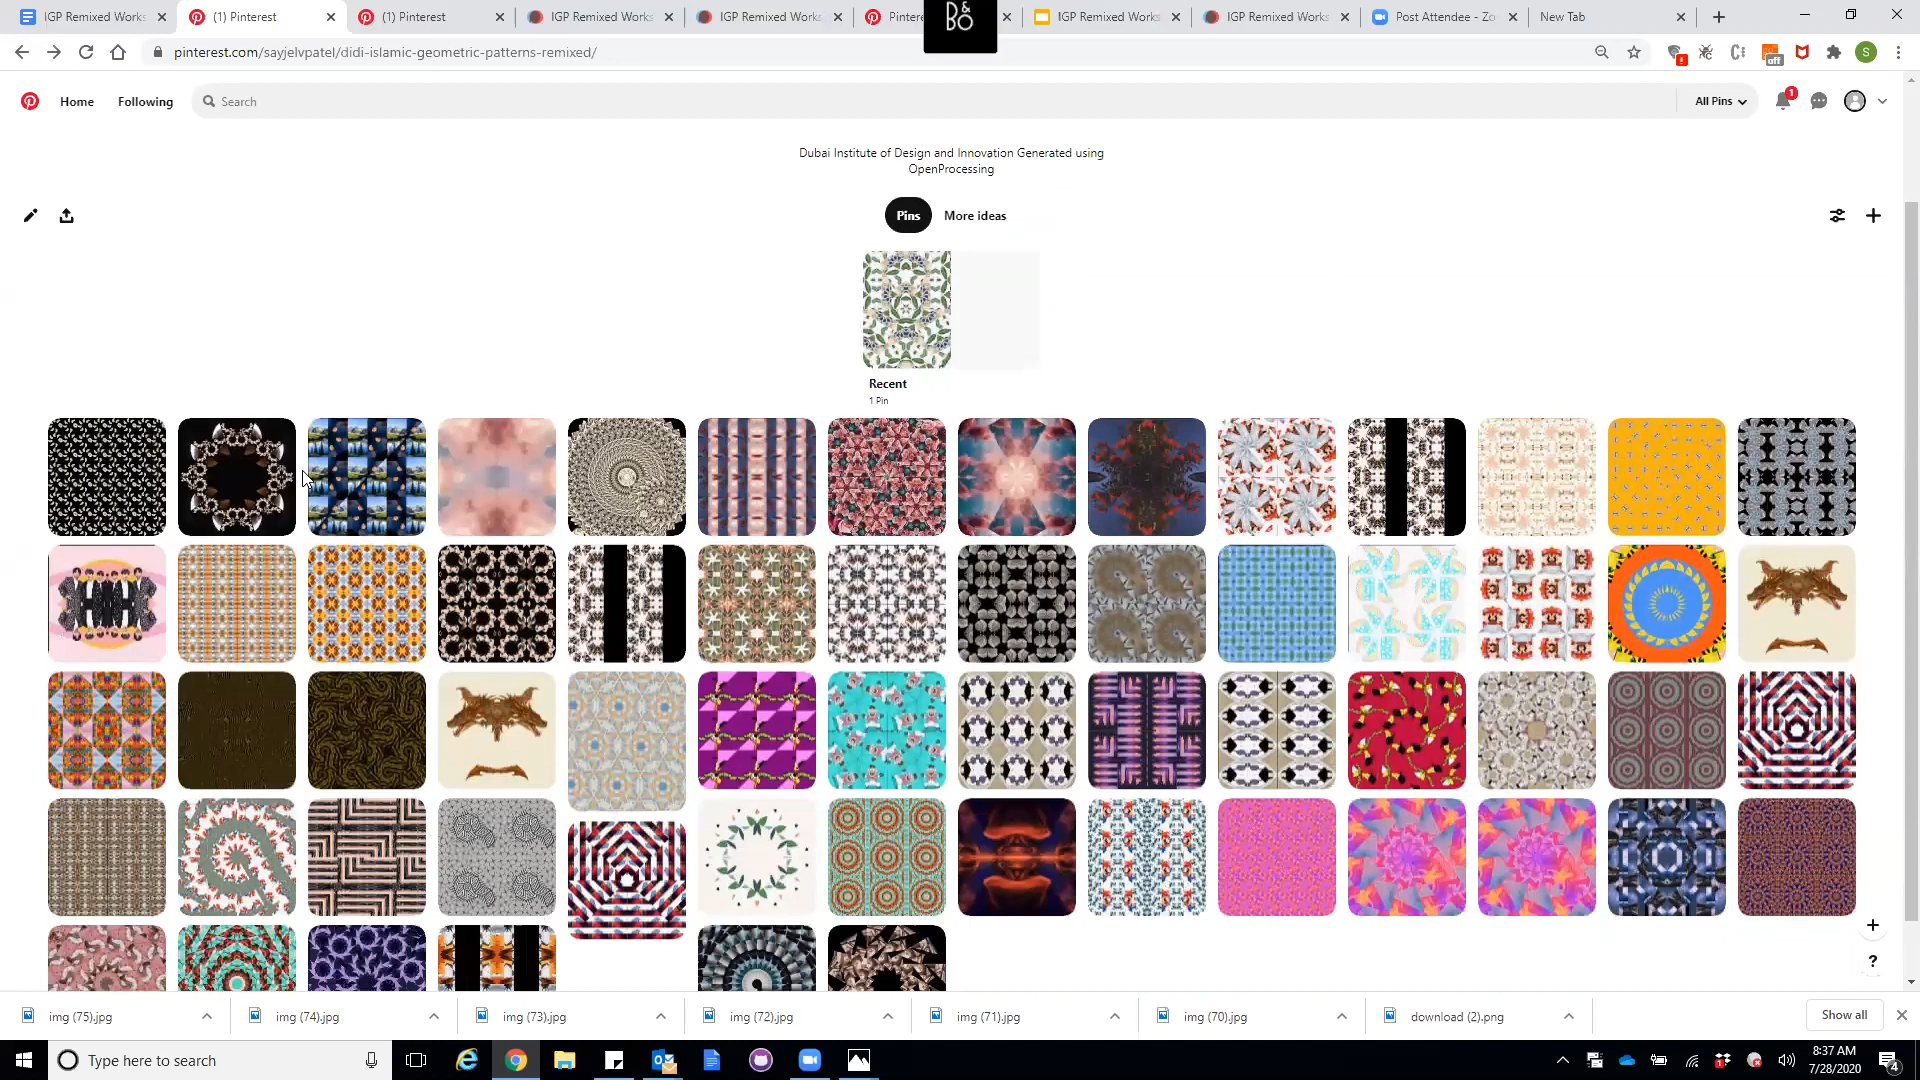 IGP Remixed Works
(1) Pinterest
(1) Pinterest
IGP Remixed Works
IGP Remixed Works
Pinter
B&
BO
IGP Remixed Works
IGP Remixed Works
Post Attendee - Zo
New Tab
pinterest.com/sayjelvpatel/didi-islamic-geometric-patterns-remixed/
off
S
Home
Following
Search
All Pins
1
Dubai Institute of Design and Innovation Generated using
OpenProcessing
Pins
More ideas
Recent
1 Pin
?
img (75).jpg
img (74).jpg
img (73).jpg
img (72).jpg
img (71).jpg
img (70).jpg
download (2).png
Show all
Type here to search
8:37 AM
7/28/2020
4